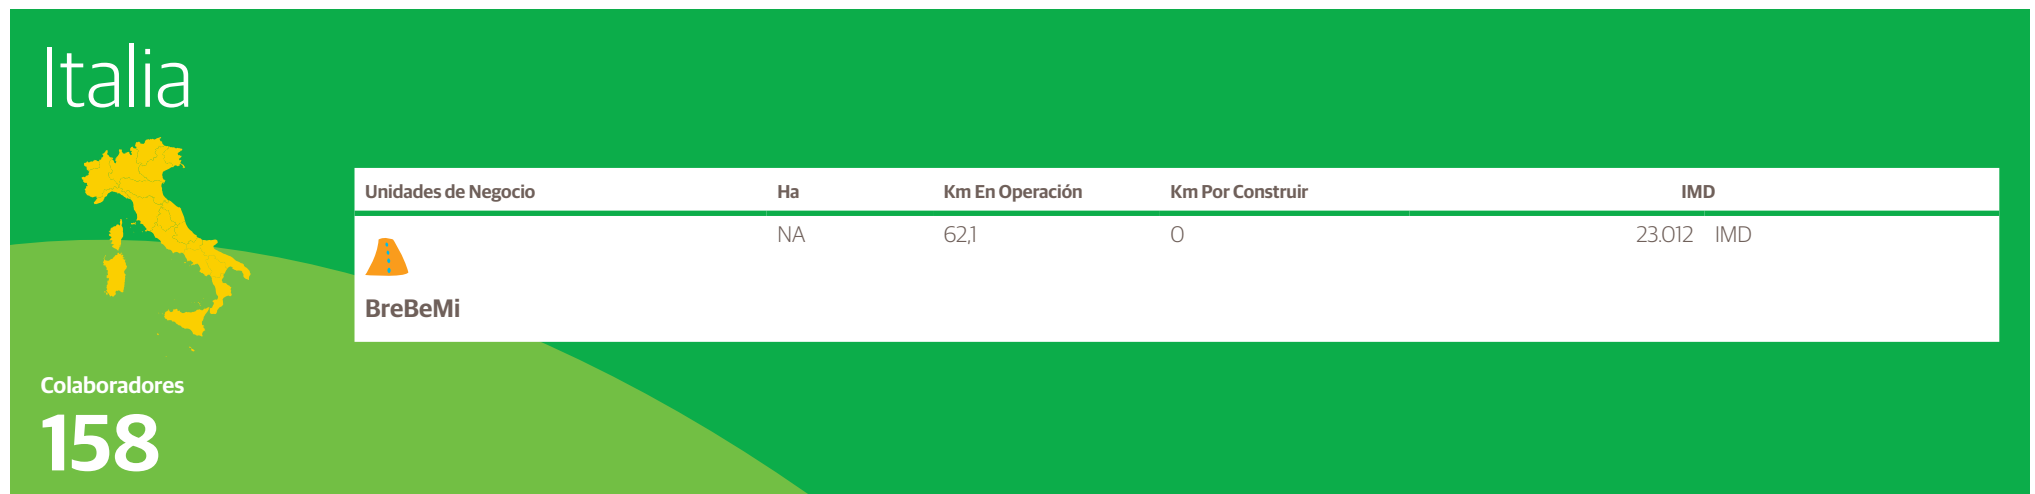 Italia
Unidades de Negocio Ha Km En Operación Km Por Construir IMD
NA 62,1 0 23.012 IMD
BreBeMi
Colaboradores
158